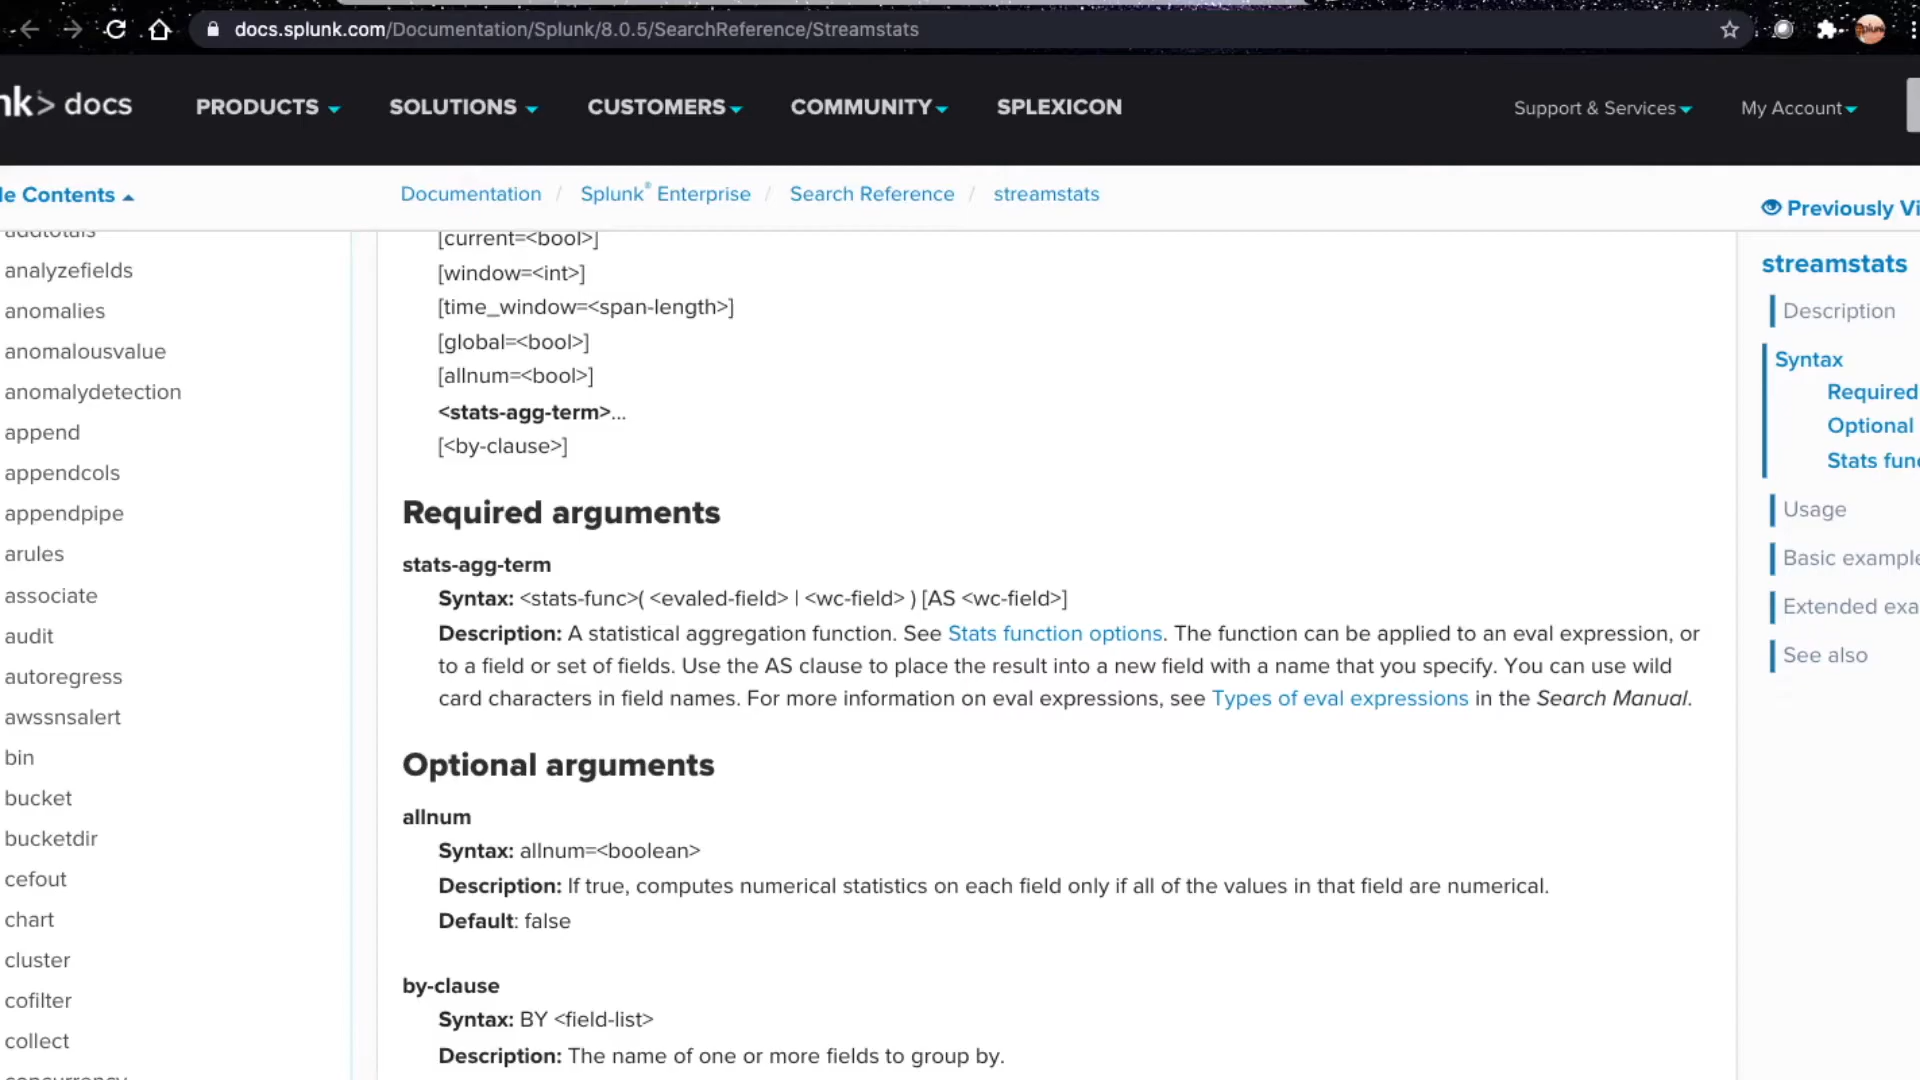 docs.splunk.com/Documentation/Splunk/8.0.5/SearchReference/Streamstats
nk> docs
PRODUCTS
SOLUTIONS
CUSTOMERS
COMMUNITY
SPLEXICON
Support & Services
My Account
le Contents
Documentation / Splunk® Enterprise / Search Reference / streamstats
Previously Vi
addtotals
analyzefields
anomalies
anomalousvalue
anomalydetection
append
appendcols
appendpipe
arules
associate
audit
autoregress
awssnsalert
bin
bucket
bucketdir
cefout
chart
cluster
cofilter
collect
concurrency
[current=<bool>]
[window=<int>]
[time_window=<span-length>]
[global=<bool>]
[allnum=<bool>]
<stats-agg-term>...
[<by-clause>]
Required arguments
stats-agg-term
Syntax: <stats-func>( <evaled-field> | <wc-field> ) [AS <wc-field>]
Description: A statistical aggregation function. See Stats function options. The function can be applied to an eval expression, or
to a field or set of fields. Use the AS clause to place the result into a new field with a name that you specify. You can use wild
card characters in field names. For more information on eval expressions, see Types of eval expressions in the Search Manual.
Optional arguments
allnum
Syntax: allnum=<boolean>
Description: If true, computes numerical statistics on each field only if all of the values in that field are numerical.
Default: false
by-clause
Syntax: BY <field-list>
Description: The name of one or more fields to group by.
streamstats
Description
Syntax
Required
Optional
Stats func
Usage
Basic example
Extended exa
See also